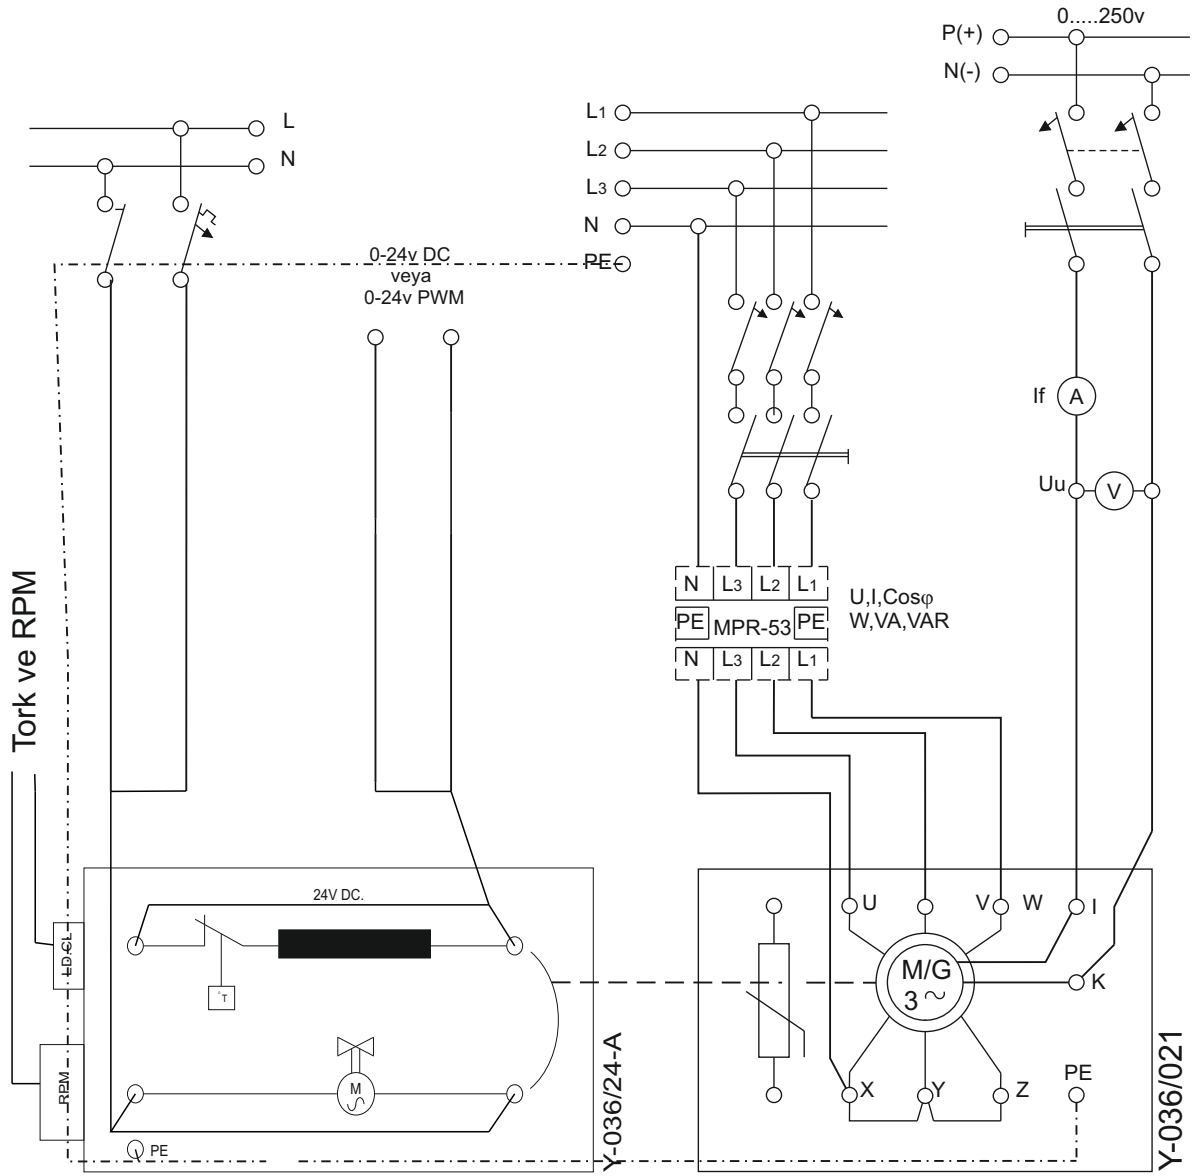 0.....250v
P(+)
N(-)
L
N
L1
L2
L3
N
PE
0-24v DC
veya
0-24v PWM
If
A
Uu
V
Tork ve RPM
N L3 L2 L1
PE MPR-53 PE
N L3 L2 L1
U,I,Cosφ
W,VA,VAR
24V DC.
LD.CL
°T
M
RPM
PE
Y-036/24-A
U
V
W
I
M/G
3~
K
X
Y
Z
PE
Y-036/021